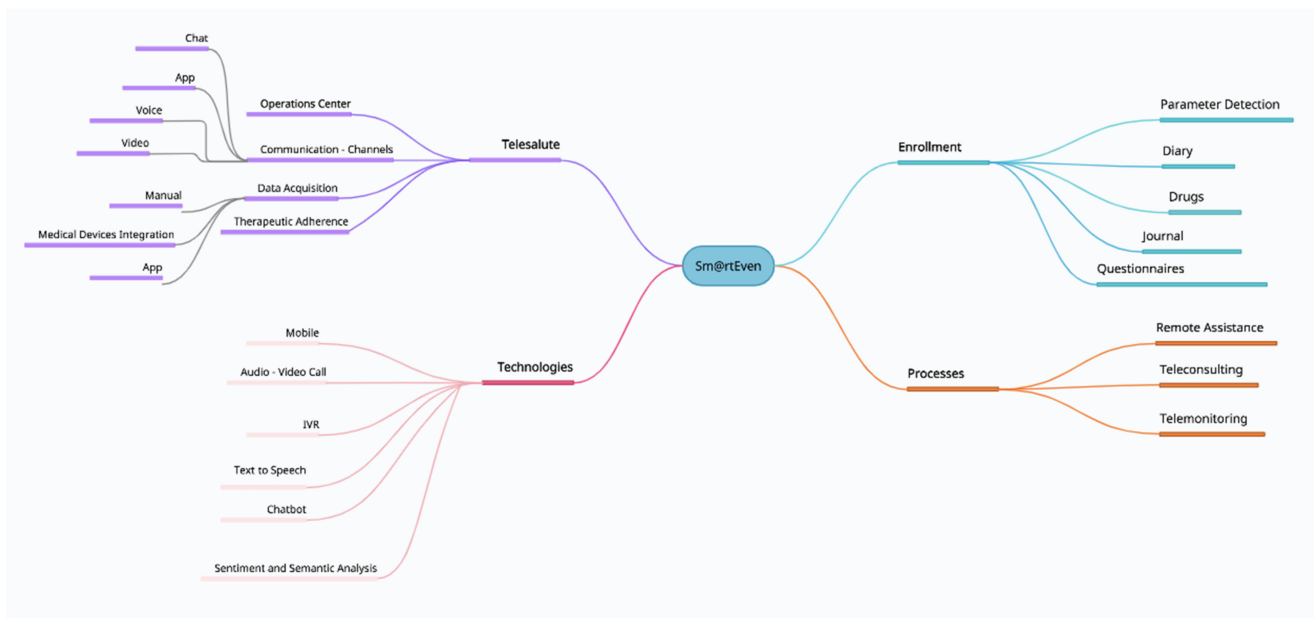 Sm@rtEven
Telesalute
Operations Center
Communication - Channels
Chat
App
Voice
Video
Data Acquisition
Manual
Medical Devices Integration
App
Therapeutic Adherence
Technologies
Mobile
Audio - Video Call
IVR
Text to Speech
Chatbot
Sentiment and Semantic Analysis
Enrollment
Parameter Detection
Diary
Drugs
Journal
Questionnaires
Processes
Remote Assistance
Teleconsulting
Telemonitoring